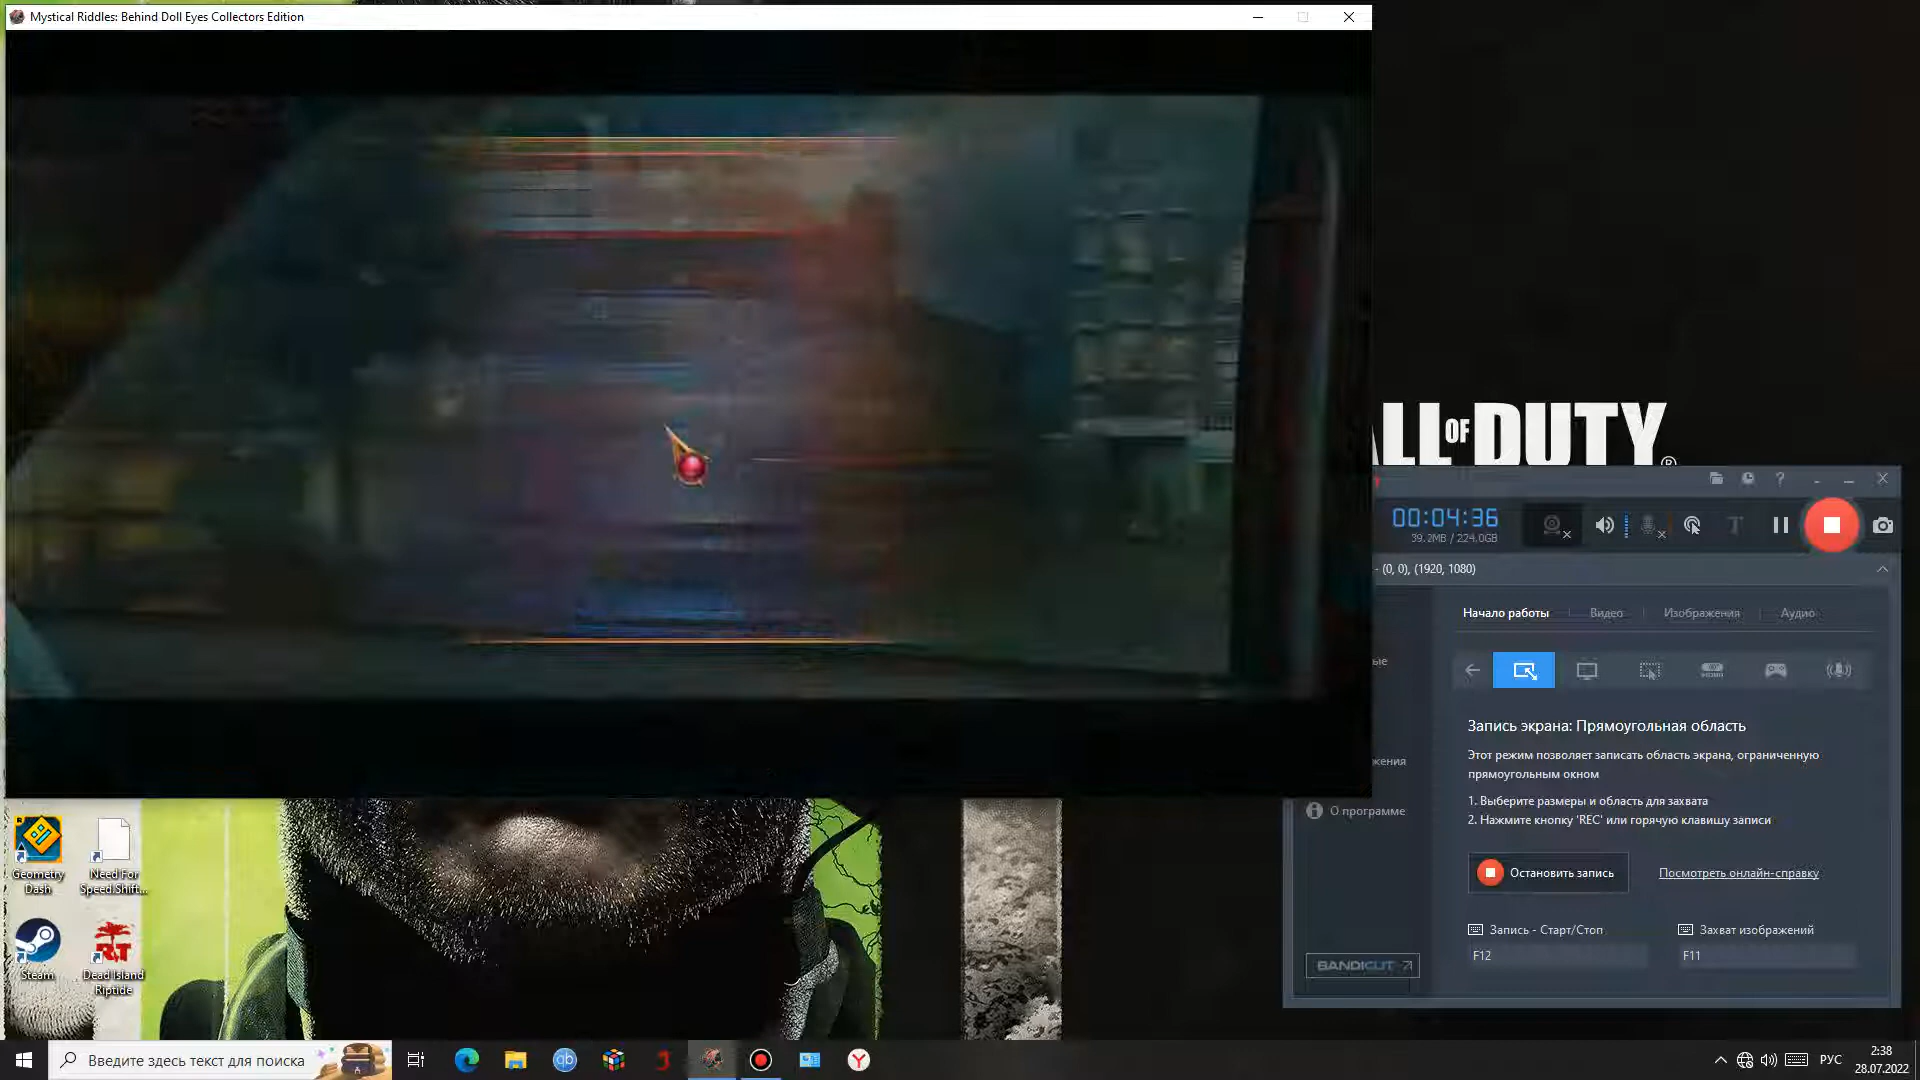 Mystical Riddles: Behind Doll Eyes Collectors Edition
ALL OF DUTY®
00:04:36
39.2MB / 224.0GB
- (0, 0), (1920, 1080)
Начало работы
Видео
Изображения
Аудио
ые
жения
О программе
HDMI
Запись экрана: Прямоугольная область
Этот режим позволяет записать область экрана, ограниченную
прямоугольным окном
1. Выберите размеры и область для захвата
2. Нажмите кнопку 'REC' или горячую клавишу записи
Остановить запись
Посмотреть онлайн-справку
Запись - Старт/Стоп
Захват изображений
F12
F11
BANDICUT
Geometry
Dash
Need For
Speed.Shift...
Steam
Dead Island
Riptide
Введите здесь текст для поиска
qb
РУС
2:38
28.07.2022